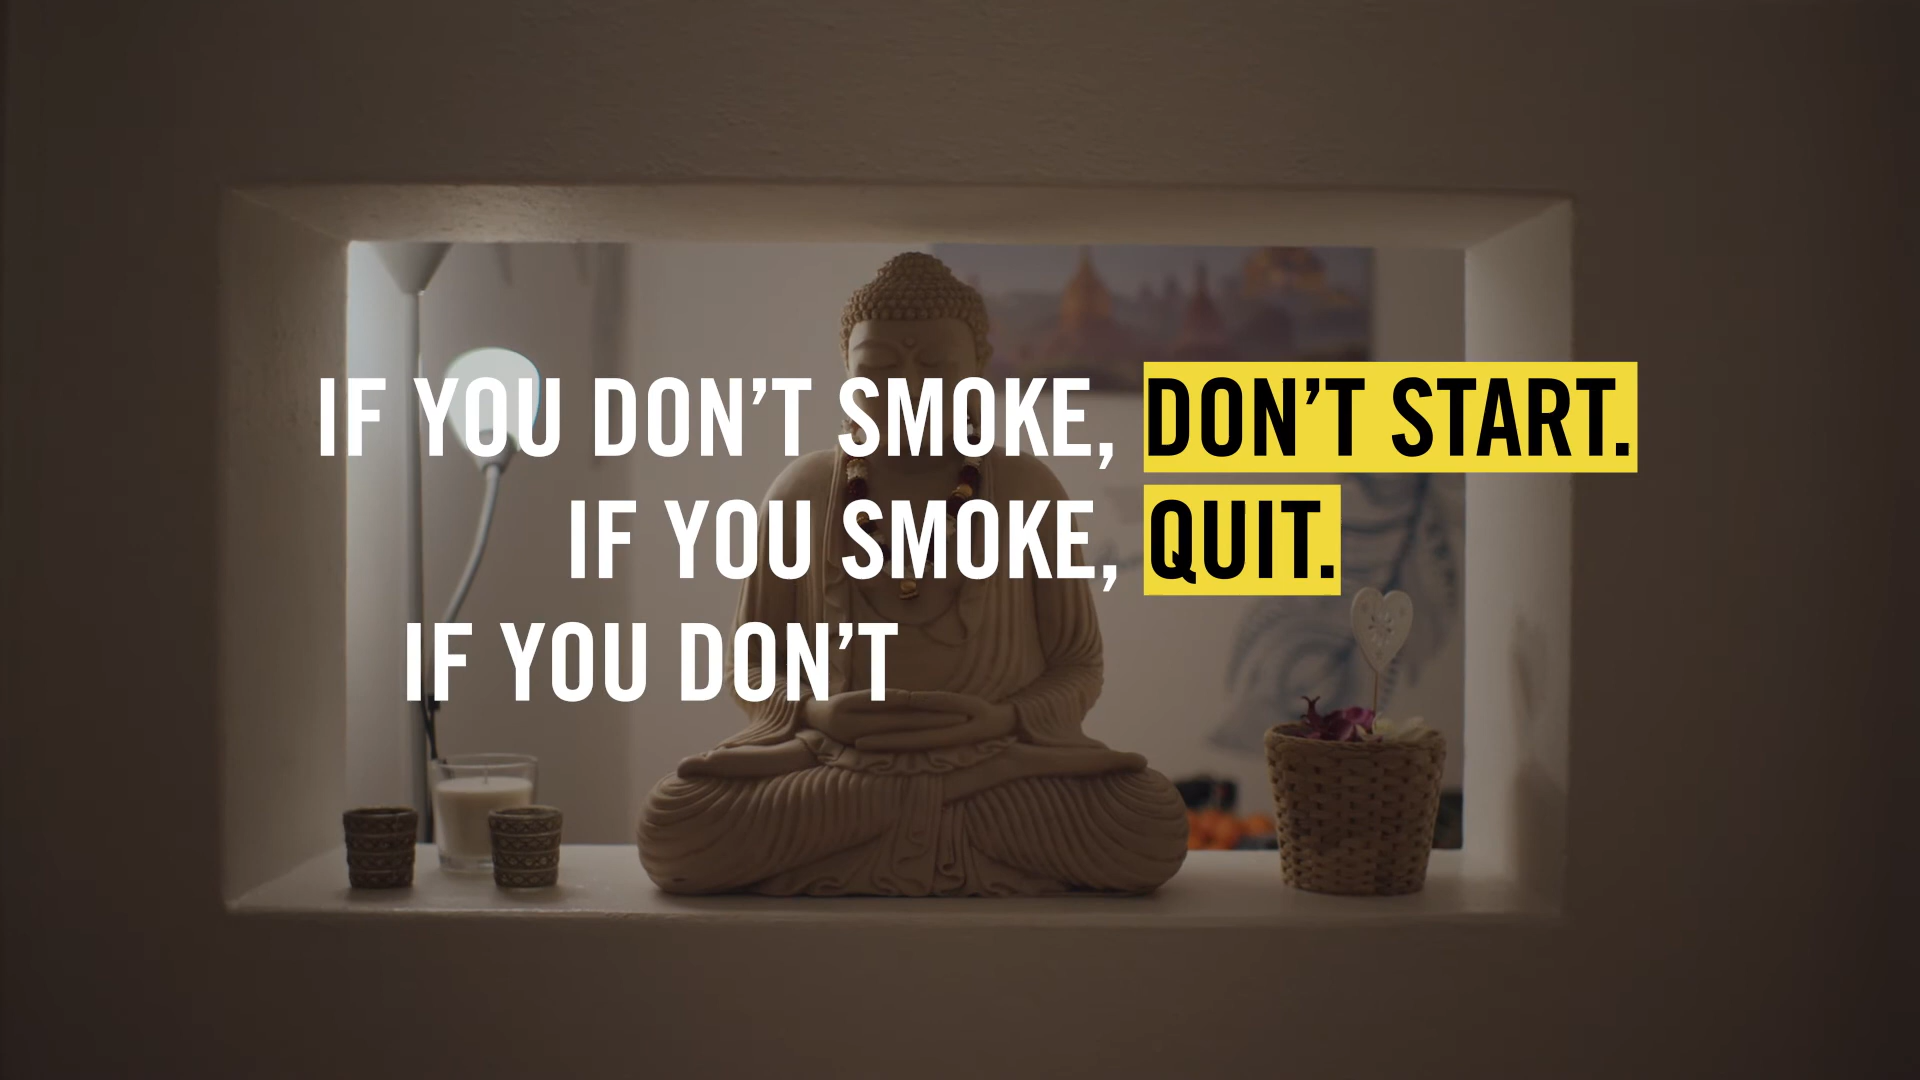 IF YOU DON’T SMOKE, DON’T START.
IF YOU SMOKE, QUIT.
IF YOU DON’T